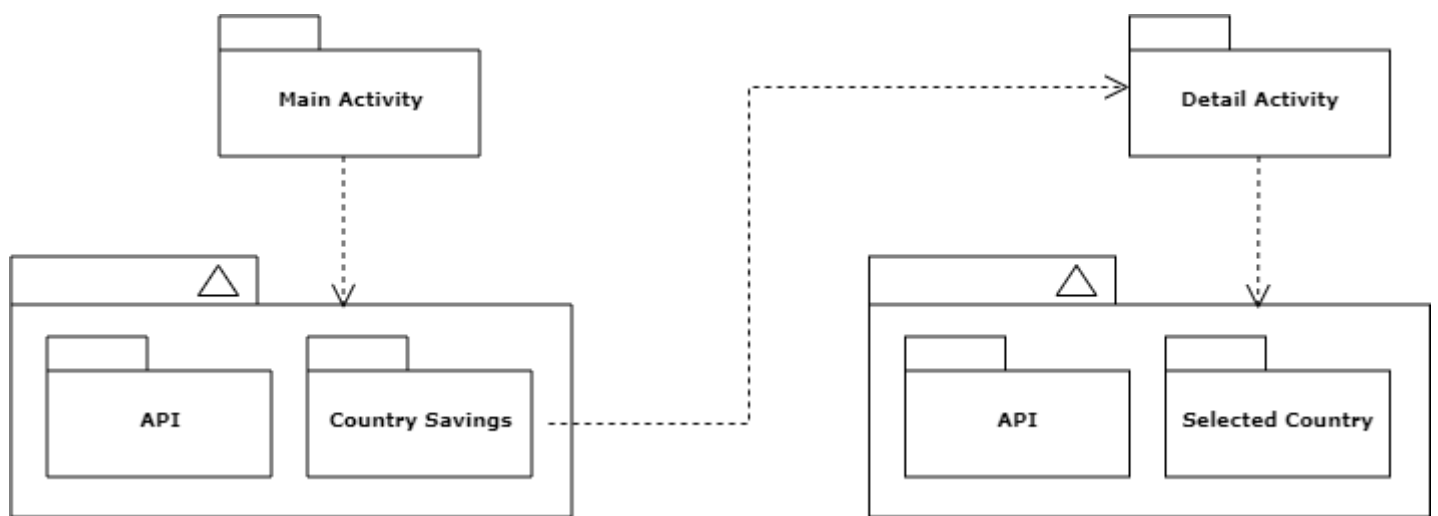 Main Activity
Detail Activity
API
Country Savings
API
Selected Country